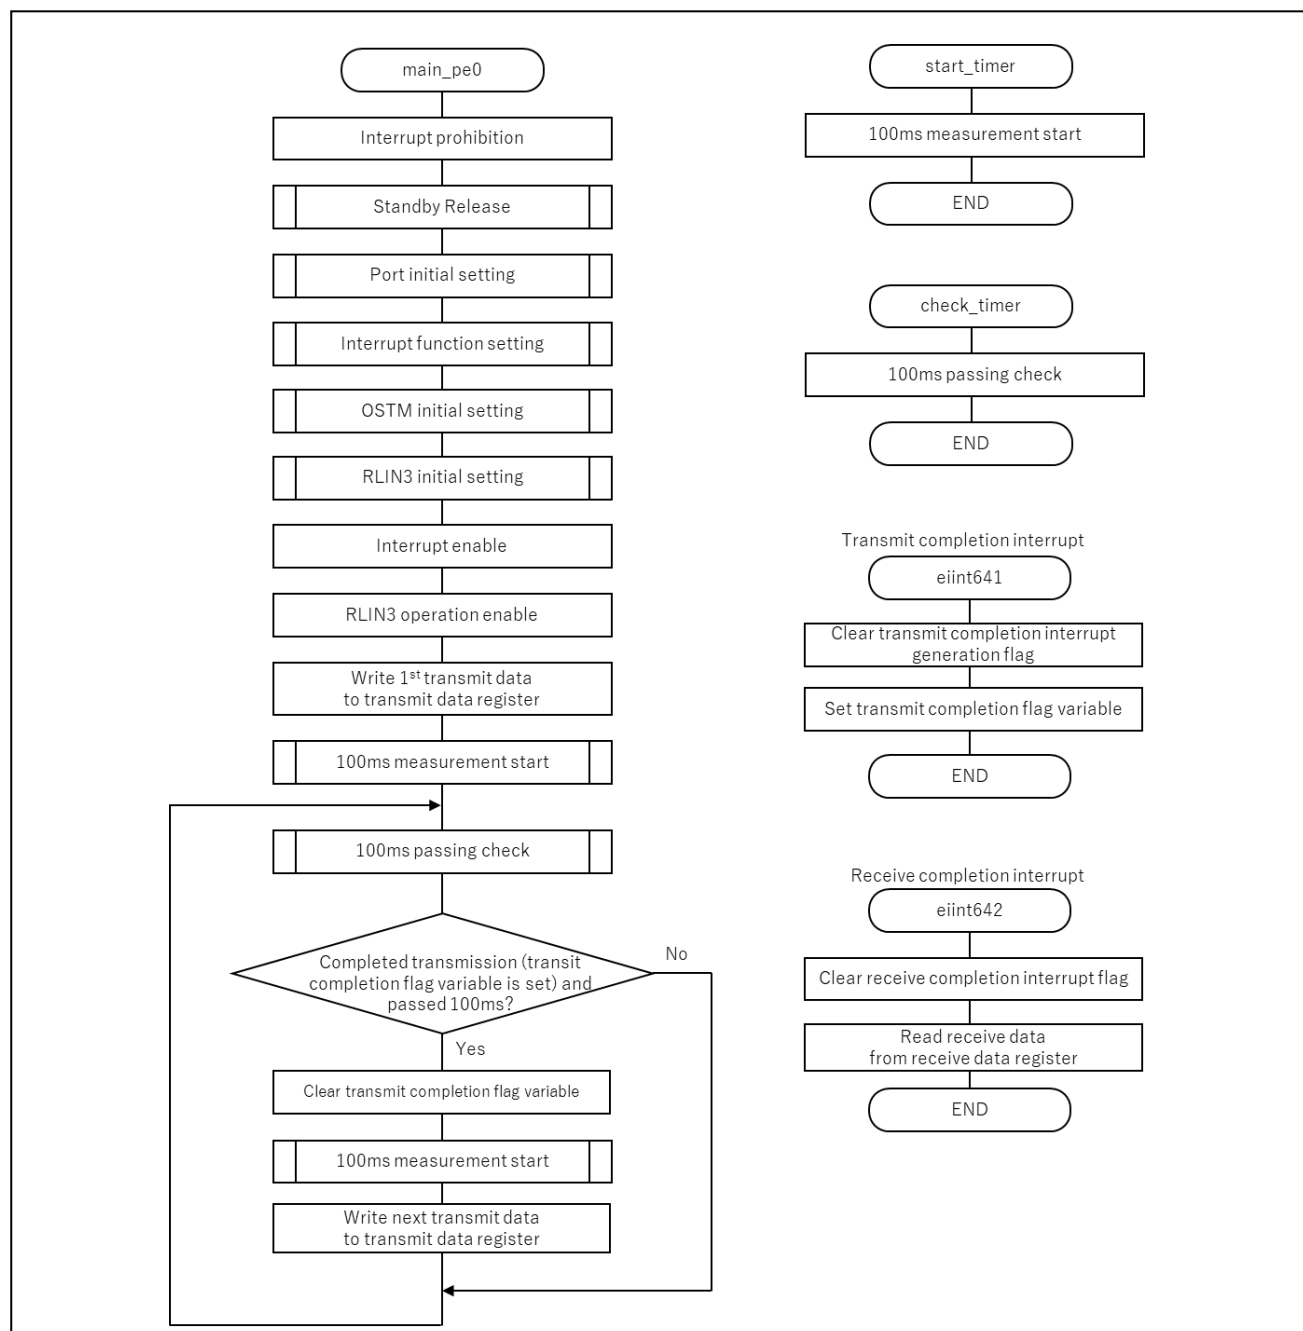 main_pe0
Interrupt prohibition
Standby Release
Port initial setting
Interrupt function setting
OSTM initial setting
RLIN3 initial setting
Interrupt enable
RLIN3 operation enable
Write 1st transmit data
to transmit data register
100ms measurement start
100ms passing check
Completed transmission (transit
completion flag variable is set) and
passed 100ms?
No
Yes
Clear transmit completion flag variable
100ms measurement start
Write next transmit data
to transmit data register
start_timer
100ms measurement start
END
check_timer
100ms passing check
END
Transmit completion interrupt
eiint641
Clear transmit completion interrupt
generation flag
Set transmit completion flag variable
END
Receive completion interrupt
eiint642
Clear receive completion interrupt flag
Read receive data
from receive data register
END